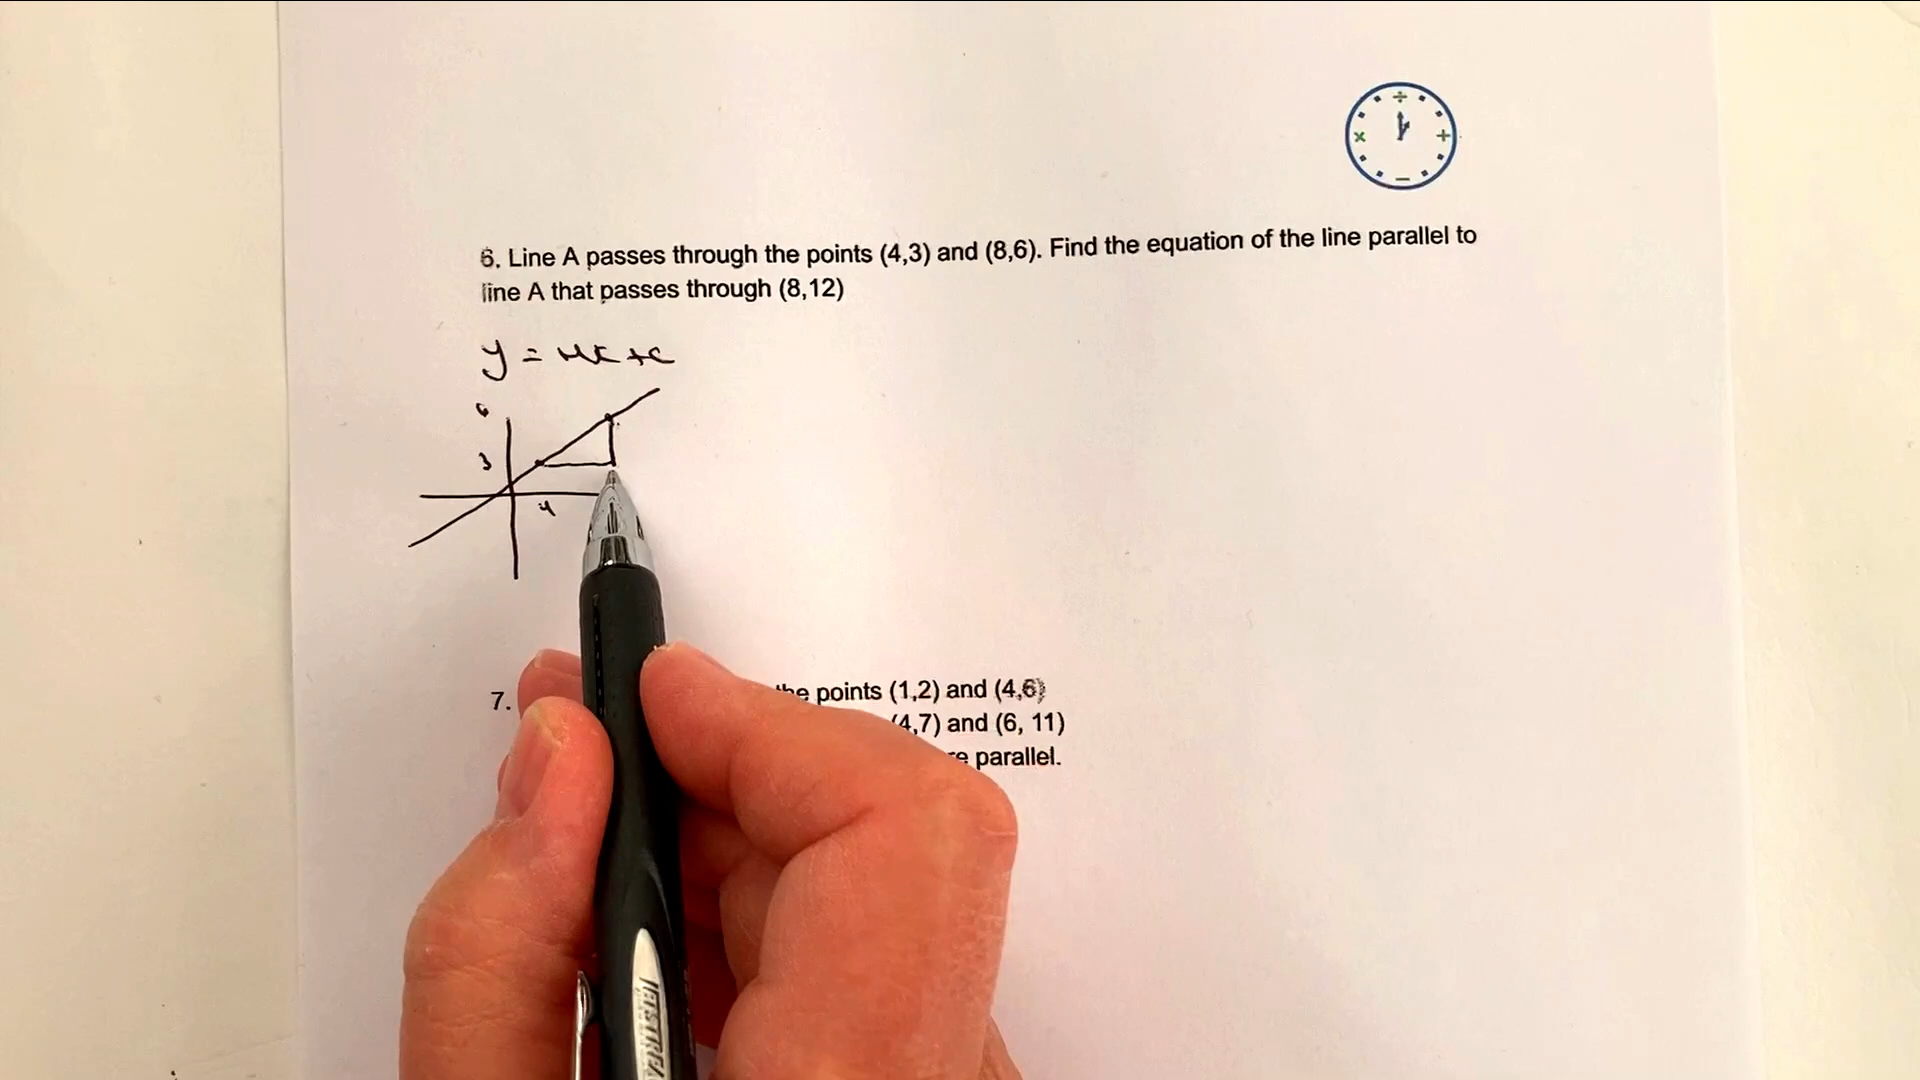 6. Line A passes through the points (4,3) and (8,6). Find the equation of the line parallel to
line A that passes through (8,12)
y = mx + c
6
3
4
7. the points (1,2) and (4,6)
(4,7) and (6, 11)
parallel.
JETSTREA